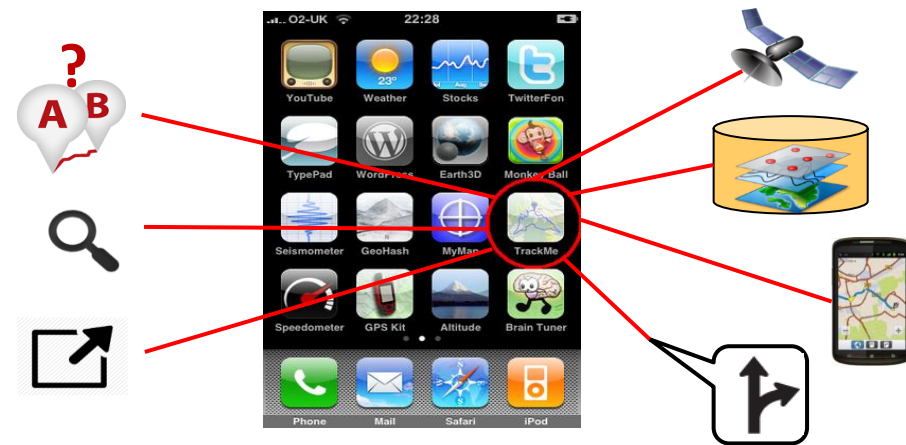 ?
A B
O2-UK 22:28
23°
YouTube Weather Stocks TwitterFon
TypePad WordPress Earth3D Monkey Ball
Seismometer GeoHash MyMap TrackMe
Speedometer GPS Kit Altitude Brain Tuner
Phone Mail Safari iPod